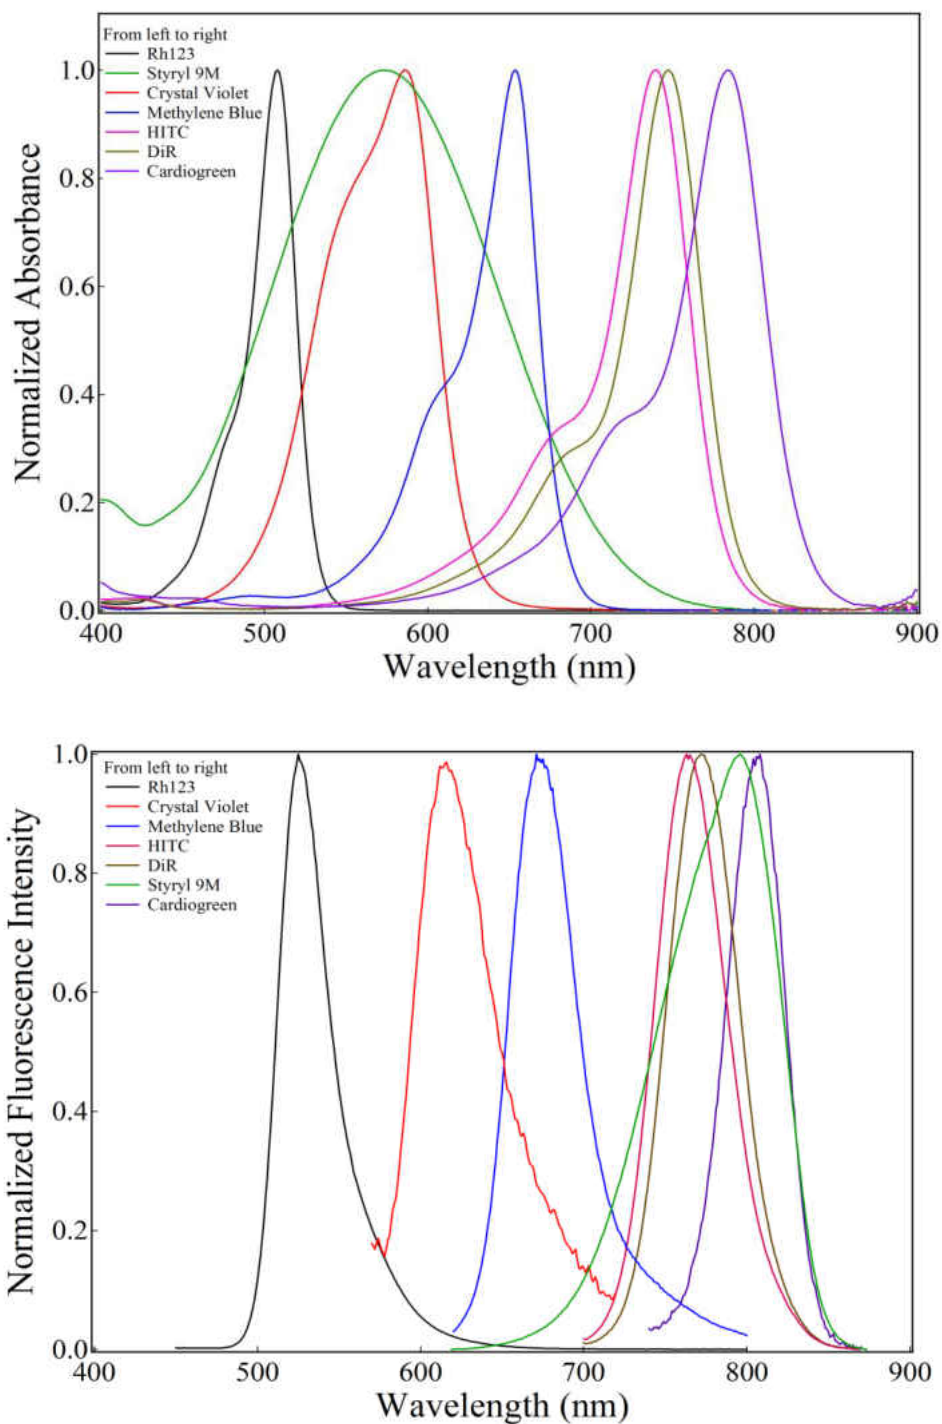 From left to right
Rh123
Styryl 9M
Crystal Violet
Methylene Blue
HITC
DiR
Cardiogreen
1.0
0.8
0.6
0.4
0.2
0.0
Normalized Absorbance
400 500 600 700 800 900
Wavelength (nm)
From left to right
Rh123
Crystal Violet
Methylene Blue
HITC
DiR
Styryl 9M
Cardiogreen
1.0
0.8
0.6
0.4
0.2
0.0
Normalized Fluorescence Intensity
400 500 600 700 800 900
Wavelength (nm)